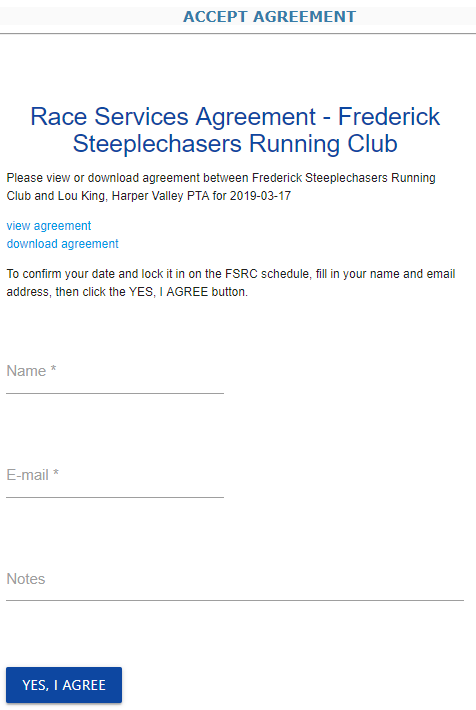 ACCEPT AGREEMENT
Race Services Agreement - Frederick
Steeplechasers Running Club
Please view or download agreement between Frederick Steeplechasers Running
Club and Lou King, Harper Valley PTA for 2019-03-17
view agreement
download agreement
To confirm your date and lock it in on the FSRC schedule, fill in your name and email
address, then click the YES, I AGREE button.
Name *
E-mail *
Notes
YES, I AGREE